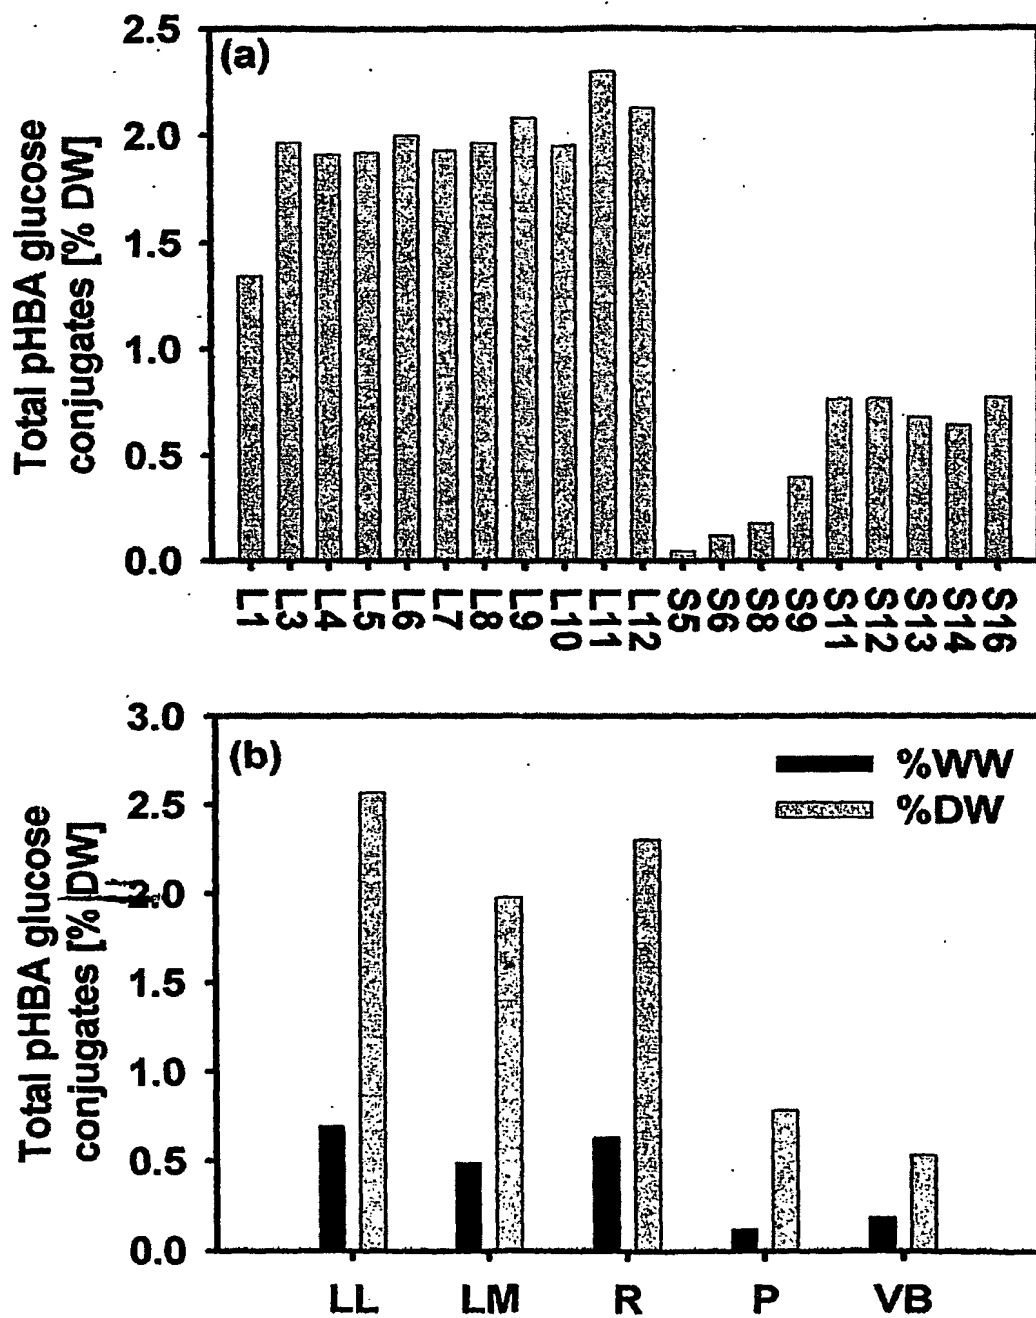 (a)
Total pHBA glucose
conjugates [% DW]
2.5
2.0
1.5
1.0
0.5
0.0
L1 L3 L4 L5 L6 L7 L8 L9 L10 L11 L12 S5 S6 S8 S9 S11 S12 S13 S14 S16
(b)
%WW
%DW
Total pHBA glucose
conjugates [% DW]
3.0
2.5
2.0
1.5
1.0
0.5
0.0
LL LM R P VB